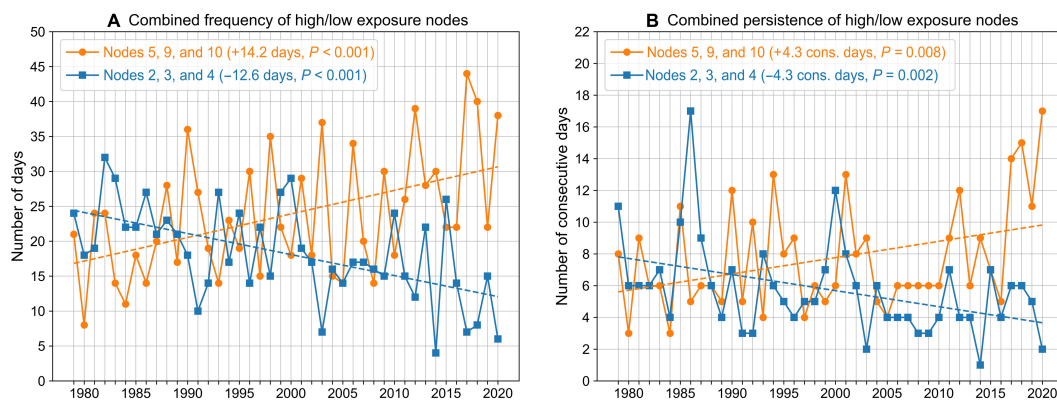 A Combined frequency of high/low exposure nodes
50
45
40
35
30
25
20
15
10
5
0
Number of days
Nodes 5, 9, and 10 (+14.2 days, P < 0.001)
Nodes 2, 3, and 4 (−12.6 days, P < 0.001)
1980 1985 1990 1995 2000 2005 2010 2015 2020
B Combined persistence of high/low exposure nodes
22
20
18
16
14
12
10
8
6
4
2
0
Number of consecutive days
Nodes 5, 9, and 10 (+4.3 cons. days, P = 0.008)
Nodes 2, 3, and 4 (−4.3 cons. days, P = 0.002)
1980 1985 1990 1995 2000 2005 2010 2015 2020